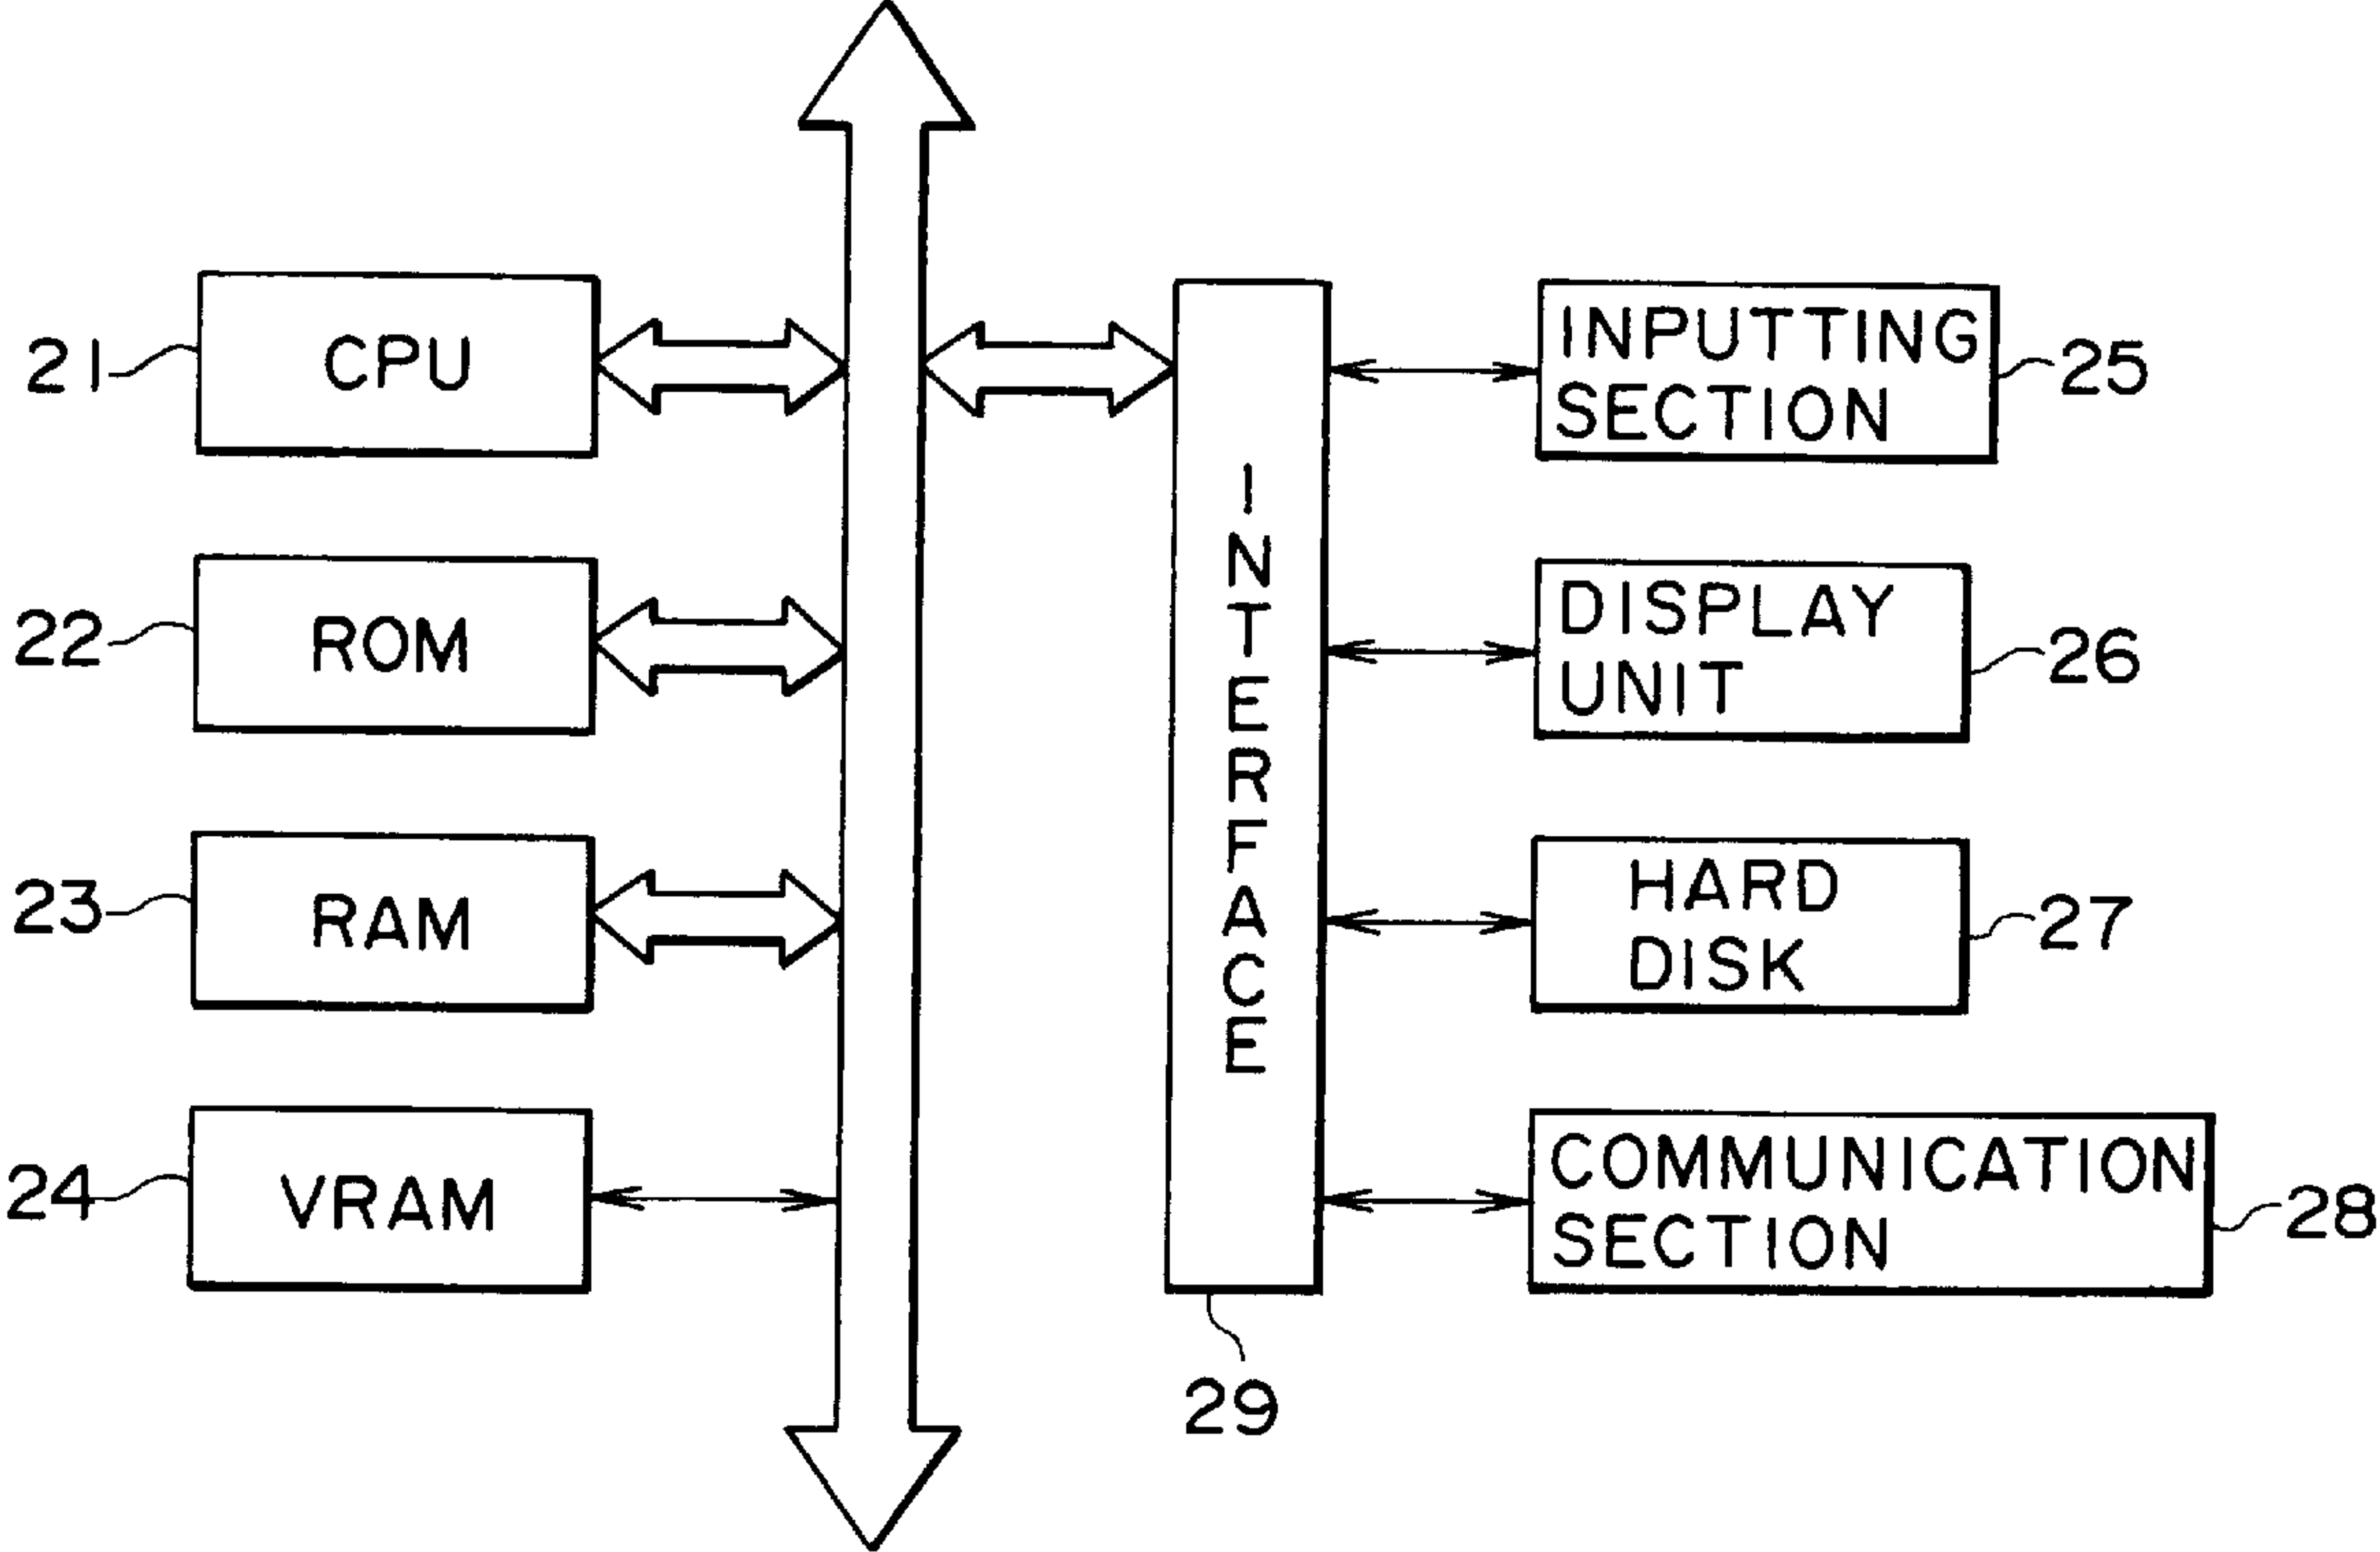 21
CPU
22
ROM
23
RAM
24
VRAM
INTERFACE
29
INPUTTING
SECTION
25
DISPLAY
UNIT
26
HARD
DISK
27
COMMUNICATION
SECTION
28